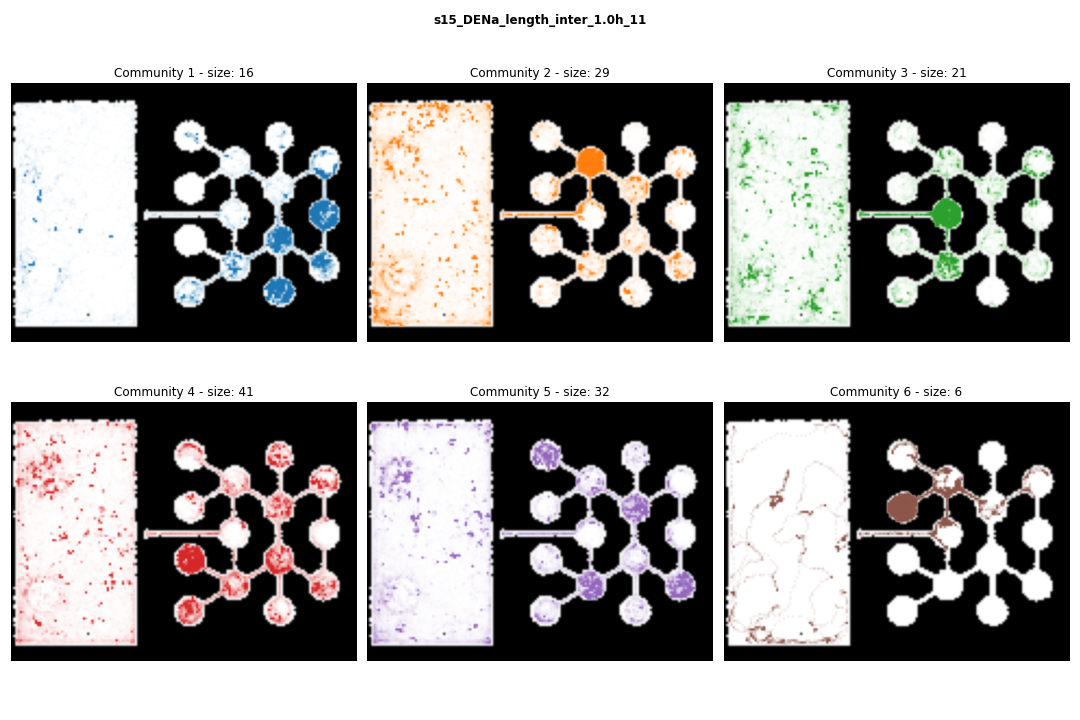 s15_DENa_length_inter_1.0h_11
Community 1 - size: 16
Community 2 - size: 29
Community 3 - size: 21
Community 4 - size: 41
Community 5 - size: 32
Community 6 - size: 6